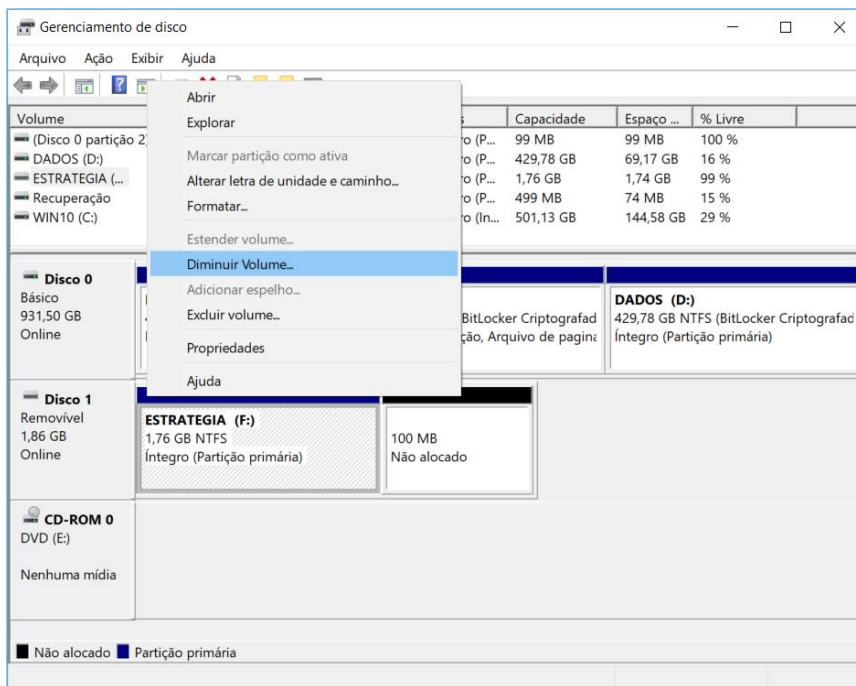 Gerenciamento de disco
Arquivo Ação Exibir Ajuda
Abrir
Explorar
Marcar partição como ativa
Alterar letra de unidade e caminho...
Formatar...
Estender volume...
Diminuir Volume...
Adicionar espelho...
Excluir volume...
Propriedades
Ajuda
Volume Capacidade Espaço ... % Livre
(Disco 0 partição 2 99 MB 99 MB 100 %
DADOS (D:) 429,78 GB 69,17 GB 16 %
ESTRATEGIA (... 1,76 GB 1,74 GB 99 %
Recuperação 499 MB 74 MB 15 %
WIN10 (C:) (In... 501,13 GB 144,58 GB 29 %
Disco 0
Básico
931,50 GB
Online
BitLocker Criptografad
ção, Arquivo de pagina
DADOS (D:)
429,78 GB NTFS (BitLocker Criptografad
Íntegro (Partição primária)
Disco 1
Removível
1,86 GB
Online
ESTRATEGIA (F:)
1,76 GB NTFS
Íntegro (Partição primária)
100 MB
Não alocado
CD-ROM 0
DVD (E:)
Nenhuma mídia
Não alocado Partição primária